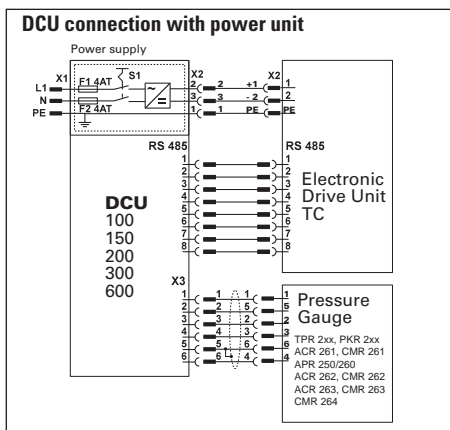 DCU connection with power unit
Power supply
X1 F1 4AT S1 X2 X2
L1 ~ = 2 2 +1 1
N 3 3 - 2 2
PE F2 4AT 1 1 PE PE
RS 485 RS 485
1 1
2 2
3 3
4 4
5 5
6 6
7 7
8 8
DCU
100
150
200
300
600
Electronic
Drive Unit
TC
X3
1 1 1 1
2 2 5 5
3 3 2 2
4 4 3 3
5 5 6 6
6 6 4 4
Pressure
Gauge
TPR 2xx, PKR 2xx
ACR 261, CMR 261
APR 250/260
ACR 262, CMR 262
ACR 263, CMR 263
CMR 264